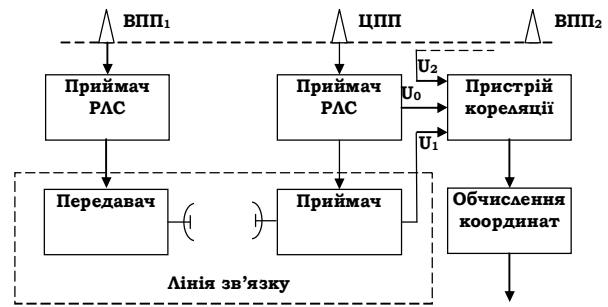 ВПП₁
ЦПП
ВПП₂
Приймач
РЛС
Приймач
РЛС
U₂
U₀
U₁
Пристрій
кореляції
Передавач
Приймач
Обчислення
координат
Лінія зв’язку